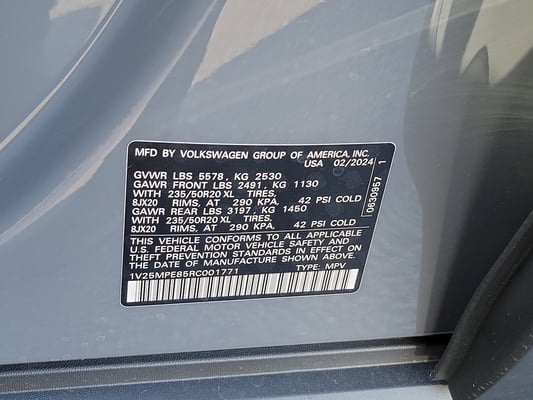 MFD BY VOLKSWAGEN GROUP OF AMERICA, INC.
USA 02/2024
GVWR LBS 5578, KG 2530
GAWR FRONT LBS 2491, KG 1130
WITH 235/50R20 XL TIRES,
8JX20 RIMS, AT 290 KPA, 42 PSI COLD
GAWR REAR LBS 3197, KG 1450
WITH 235/50R20 XL TIRES,
8JX20 RIMS, AT 290 KPA, 42 PSI COLD
THIS VEHICLE CONFORMS TO ALL APPLICABLE
U.S. FEDERAL MOTOR VEHICLE SAFETY AND
THEFT PREVENTION STANDARDS IN EFFECT ON
THE DATE OF MANUFACTURE SHOWN ABOVE
1V25MPE85RC001771 TYPE: MPV
0630957 1